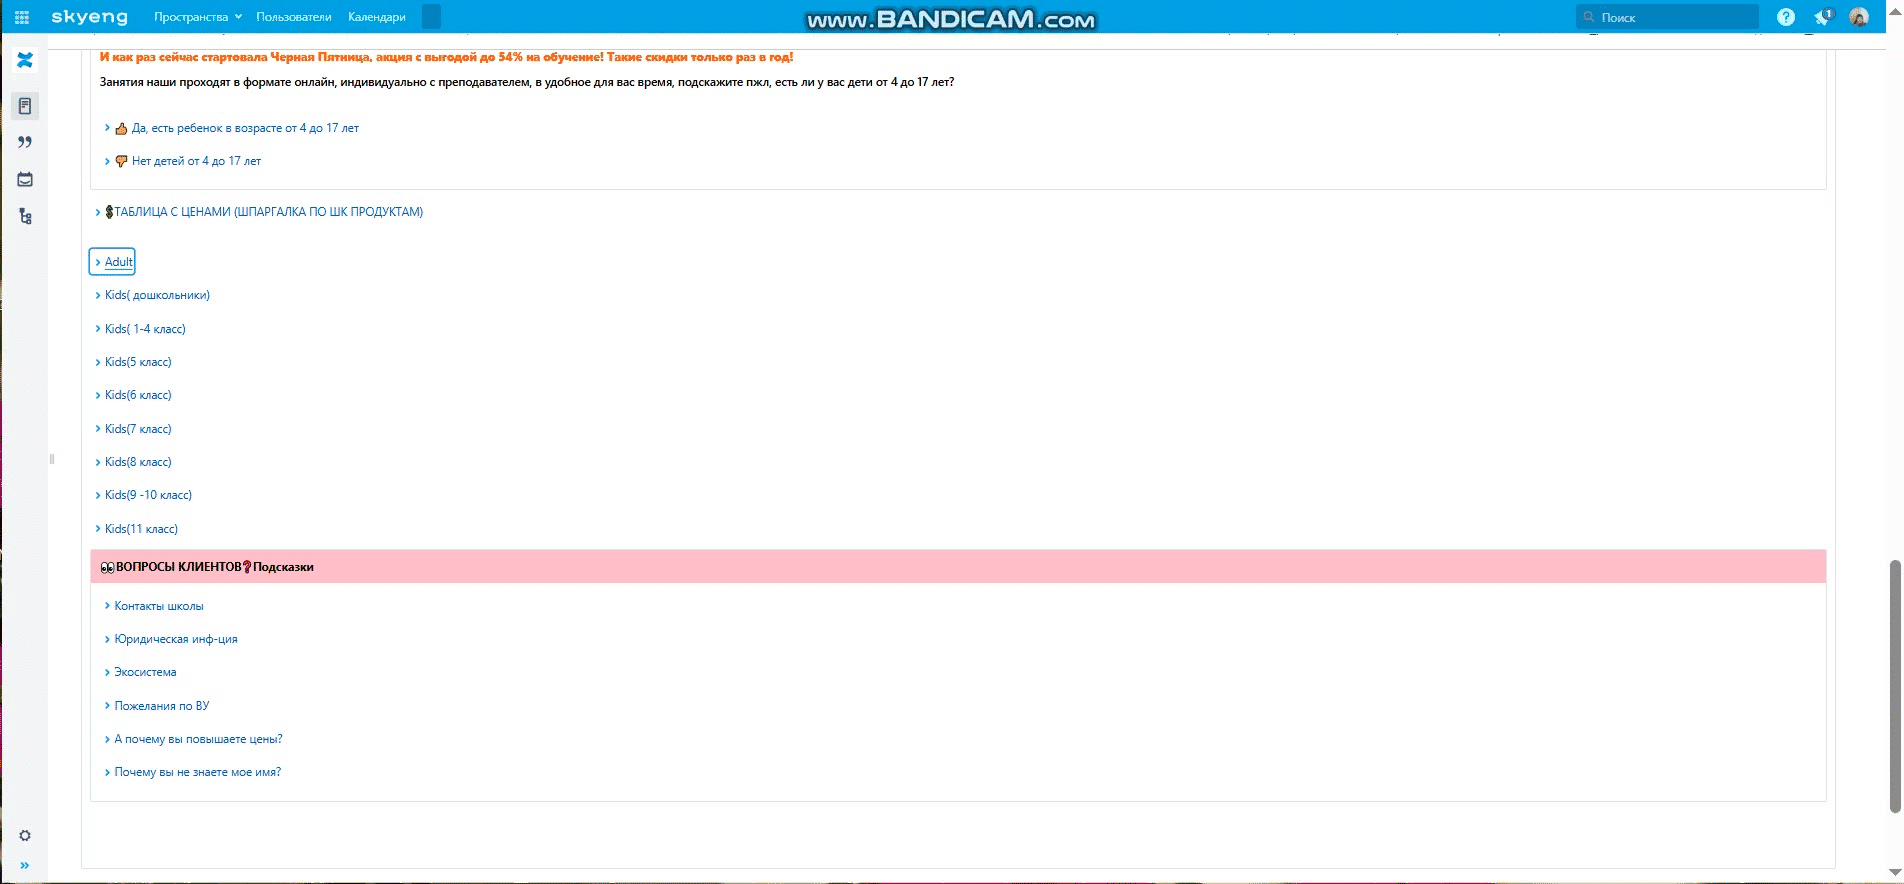 skyeng
Пространства
Пользователи
Календари
www.BANDICAM.com
Поиск
1
И как раз сейчас стартовала Черная Пятница, акция с выгодой до 54% на обучение! Такие скидки только раз в год!
Занятия наши проходят в формате онлайн, индивидуально с преподавателем, в удобное для вас время, подскажите пжл, есть ли у вас дети от 4 до 17 лет?
Да, есть ребенок в возрасте от 4 до 17 лет
Нет детей от 4 до 17 лет
ТАБЛИЦА С ЦЕНАМИ (ШПАРГАЛКА ПО ШК ПРОДУКТАМ)
Adult
Kids( дошкольники)
Kids( 1-4 класс)
Kids(5 класс)
Kids(6 класс)
Kids(7 класс)
Kids(8 класс)
Kids(9 -10 класс)
Kids(11 класс)
ВОПРОСЫ КЛИЕНТОВ❓Подсказки
Контакты школы
Юридическая инф-ция
Экосистема
Пожелания по ВУ
А почему вы повышаете цены?
Почему вы не знаете мое имя?